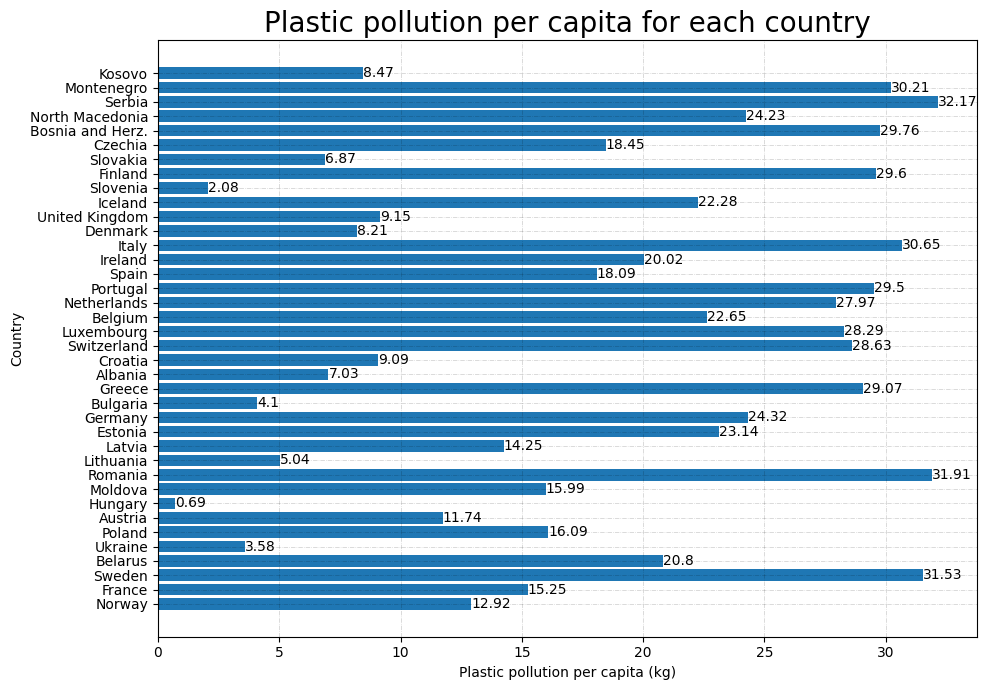 Plastic pollution per capita for each country
Kosovo 8.47
Montenegro 30.21
Serbia 32.17
North Macedonia 24.23
Bosnia and Herz. 29.76
Czechia 18.45
Slovakia 6.87
Finland 29.6
Slovenia 2.08
Iceland 22.28
United Kingdom 9.15
Denmark 8.21
Italy 30.65
Ireland 20.02
Spain 18.09
Portugal 29.5
Netherlands 27.97
Belgium 22.65
Luxembourg 28.29
Switzerland 28.63
Croatia 9.09
Albania 7.03
Greece 29.07
Bulgaria 4.1
Germany 24.32
Estonia 23.14
Latvia 14.25
Lithuania 5.04
Romania 31.91
Moldova 15.99
Hungary 0.69
Austria 11.74
Poland 16.09
Ukraine 3.58
Belarus 20.8
Sweden 31.53
France 15.25
Norway 12.92
Country
0 5 10 15 20 25 30
Plastic pollution per capita (kg)